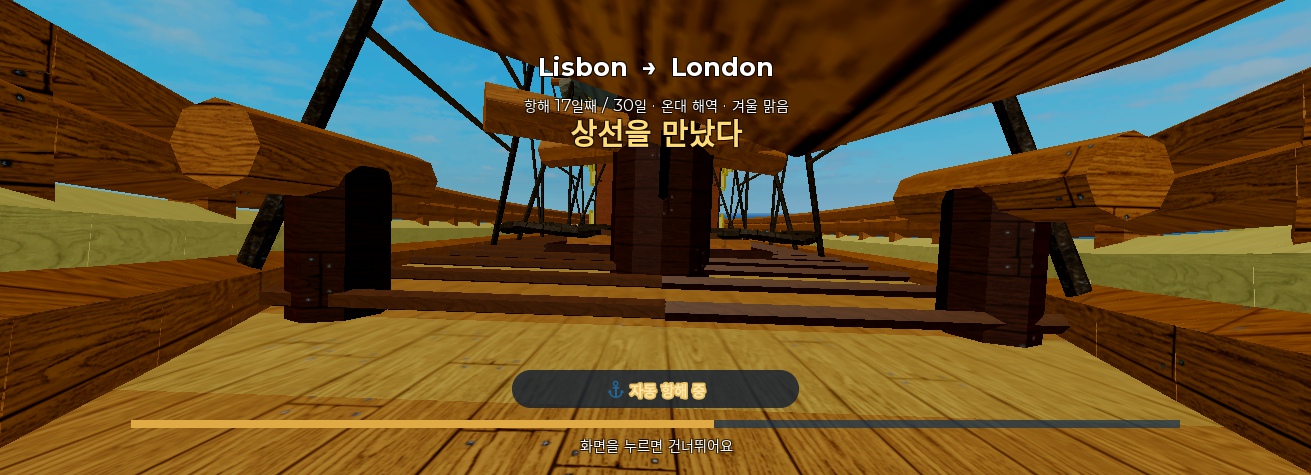 Lisbon → London
항해 17일째 / 30일 · 온대 해역 · 겨울 맑음
상선을 만났다
⚓ 자동 항해 중
화면을 누르면 건너뛰어요